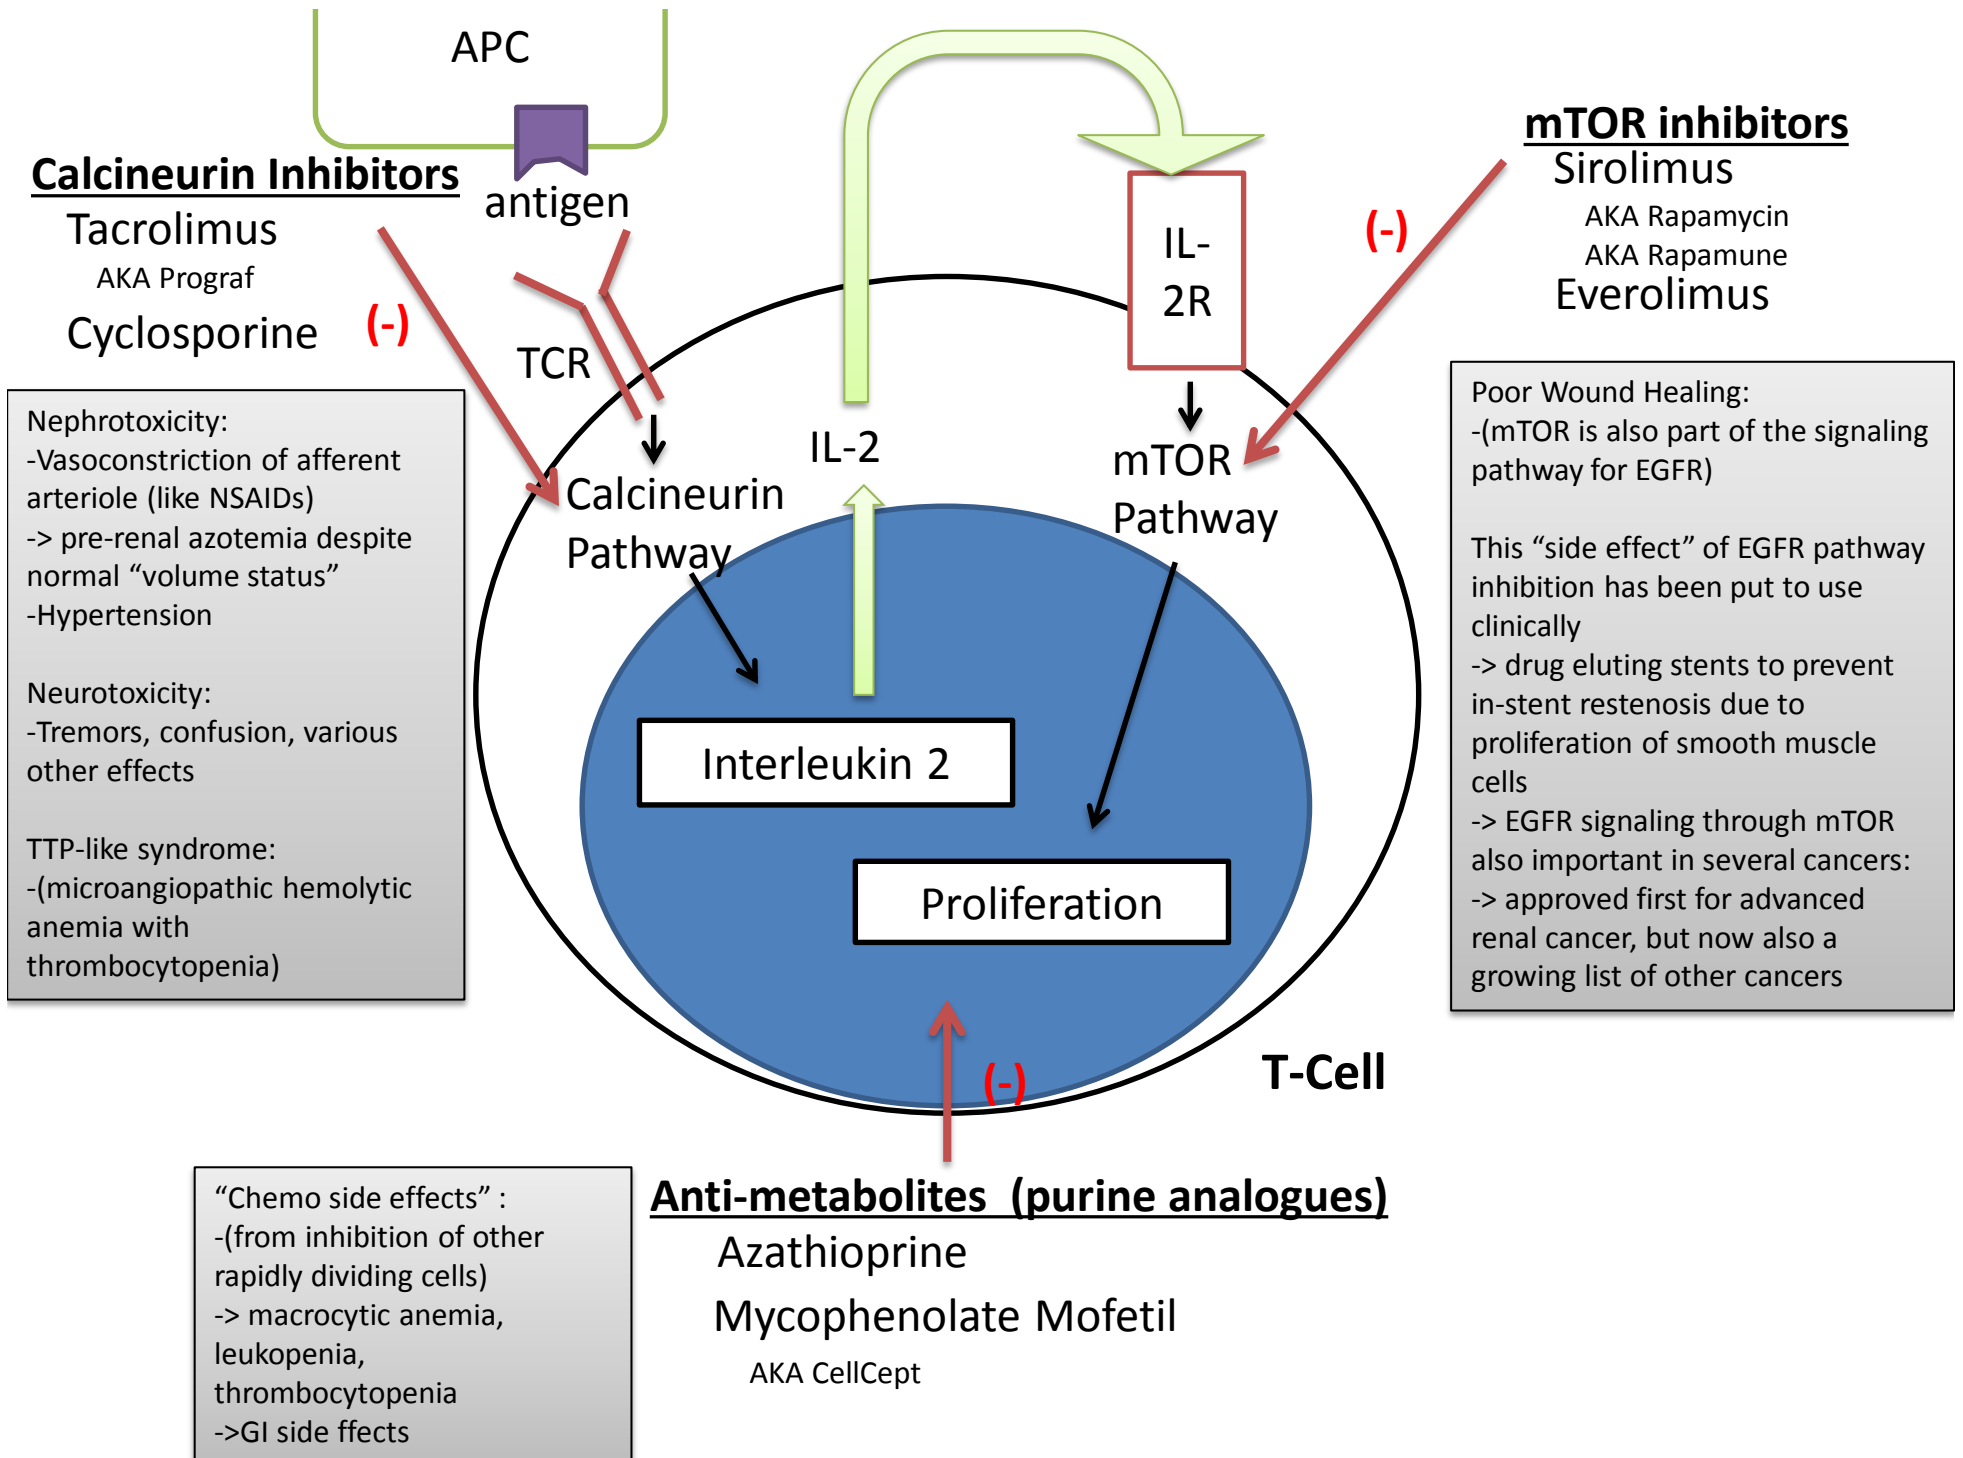 APC
antigen
Calcineurin Inhibitors
Tacrolimus
AKA Prograf
Cyclosporine
(-)
TCR
Nephrotoxicity:
-Vasoconstriction of afferent
arteriole (like NSAIDs)
-> pre-renal azotemia despite
normal “volume status”
-Hypertension
Neurotoxicity:
-Tremors, confusion, various
other effects
TTP-like syndrome:
-(microangiopathic hemolytic
anemia with
thrombocytopenia)
Calcineurin
Pathway
IL-2
IL-
2R
mTOR
Pathway
Interleukin 2
Proliferation
T-Cell
mTOR inhibitors
Sirolimus
AKA Rapamycin
AKA Rapamune
Everolimus
(-)
Poor Wound Healing:
-(mTOR is also part of the signaling
pathway for EGFR)
This “side effect” of EGFR pathway
inhibition has been put to use
clinically
-> drug eluting stents to prevent
in-stent restenosis due to
proliferation of smooth muscle
cells
-> EGFR signaling through mTOR
also important in several cancers:
-> approved first for advanced
renal cancer, but now also a
growing list of other cancers
(-)
Anti-metabolites (purine analogues)
Azathioprine
Mycophenolate Mofetil
AKA CellCept
“Chemo side effects” :
-(from inhibition of other
rapidly dividing cells)
-> macrocytic anemia,
leukopenia,
thrombocytopenia
->GI side ffects